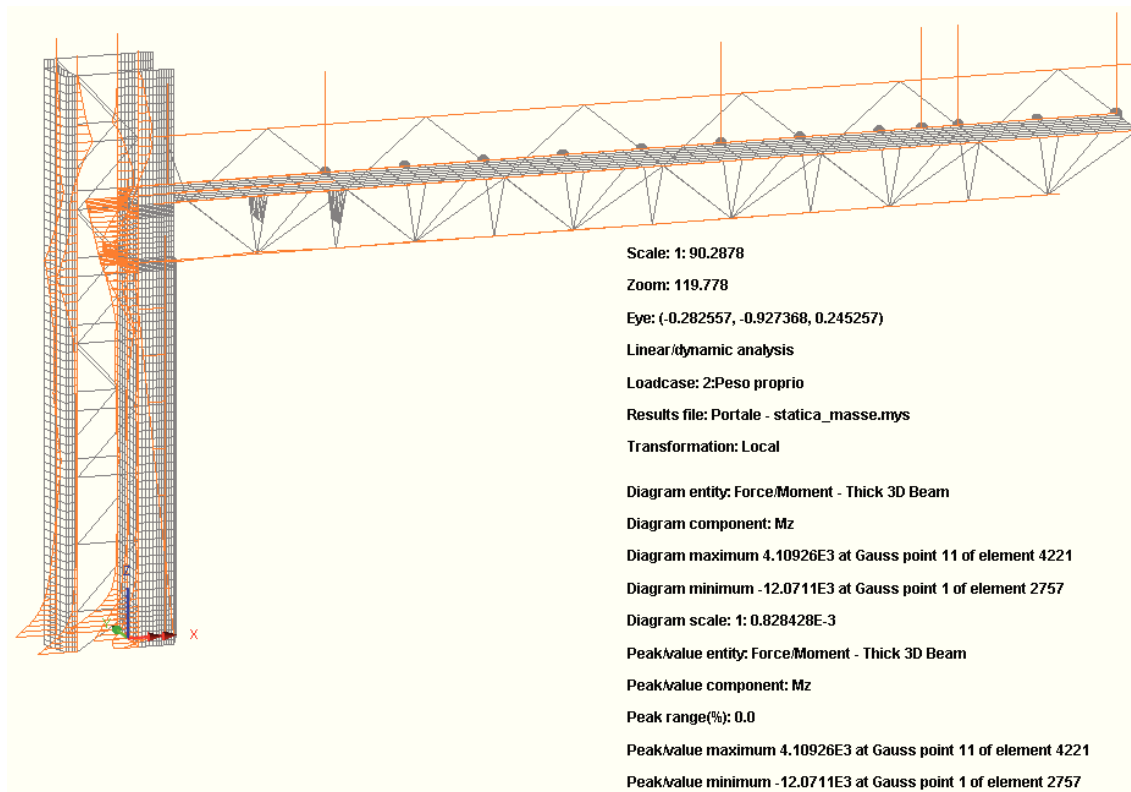 Scale: 1: 90.2878
Zoom: 119.778
Eye: (-0.282557, -0.927368, 0.245257)
Linear/dynamic analysis
Loadcase: 2:Peso proprio
Results file: Portale - statica_masse.mys
Transformation: Local
Diagram entity: Force/Moment - Thick 3D Beam
Diagram component: Mz
Diagram maximum 4.10926E3 at Gauss point 11 of element 4221
Diagram minimum -12.0711E3 at Gauss point 1 of element 2757
Diagram scale: 1: 0.828428E-3
Peak/value entity: Force/Moment - Thick 3D Beam
Peak/value component: Mz
Peak range(%): 0.0
Peak/value maximum 4.10926E3 at Gauss point 11 of element 4221
Peak/value minimum -12.0711E3 at Gauss point 1 of element 2757
Z
Y
X